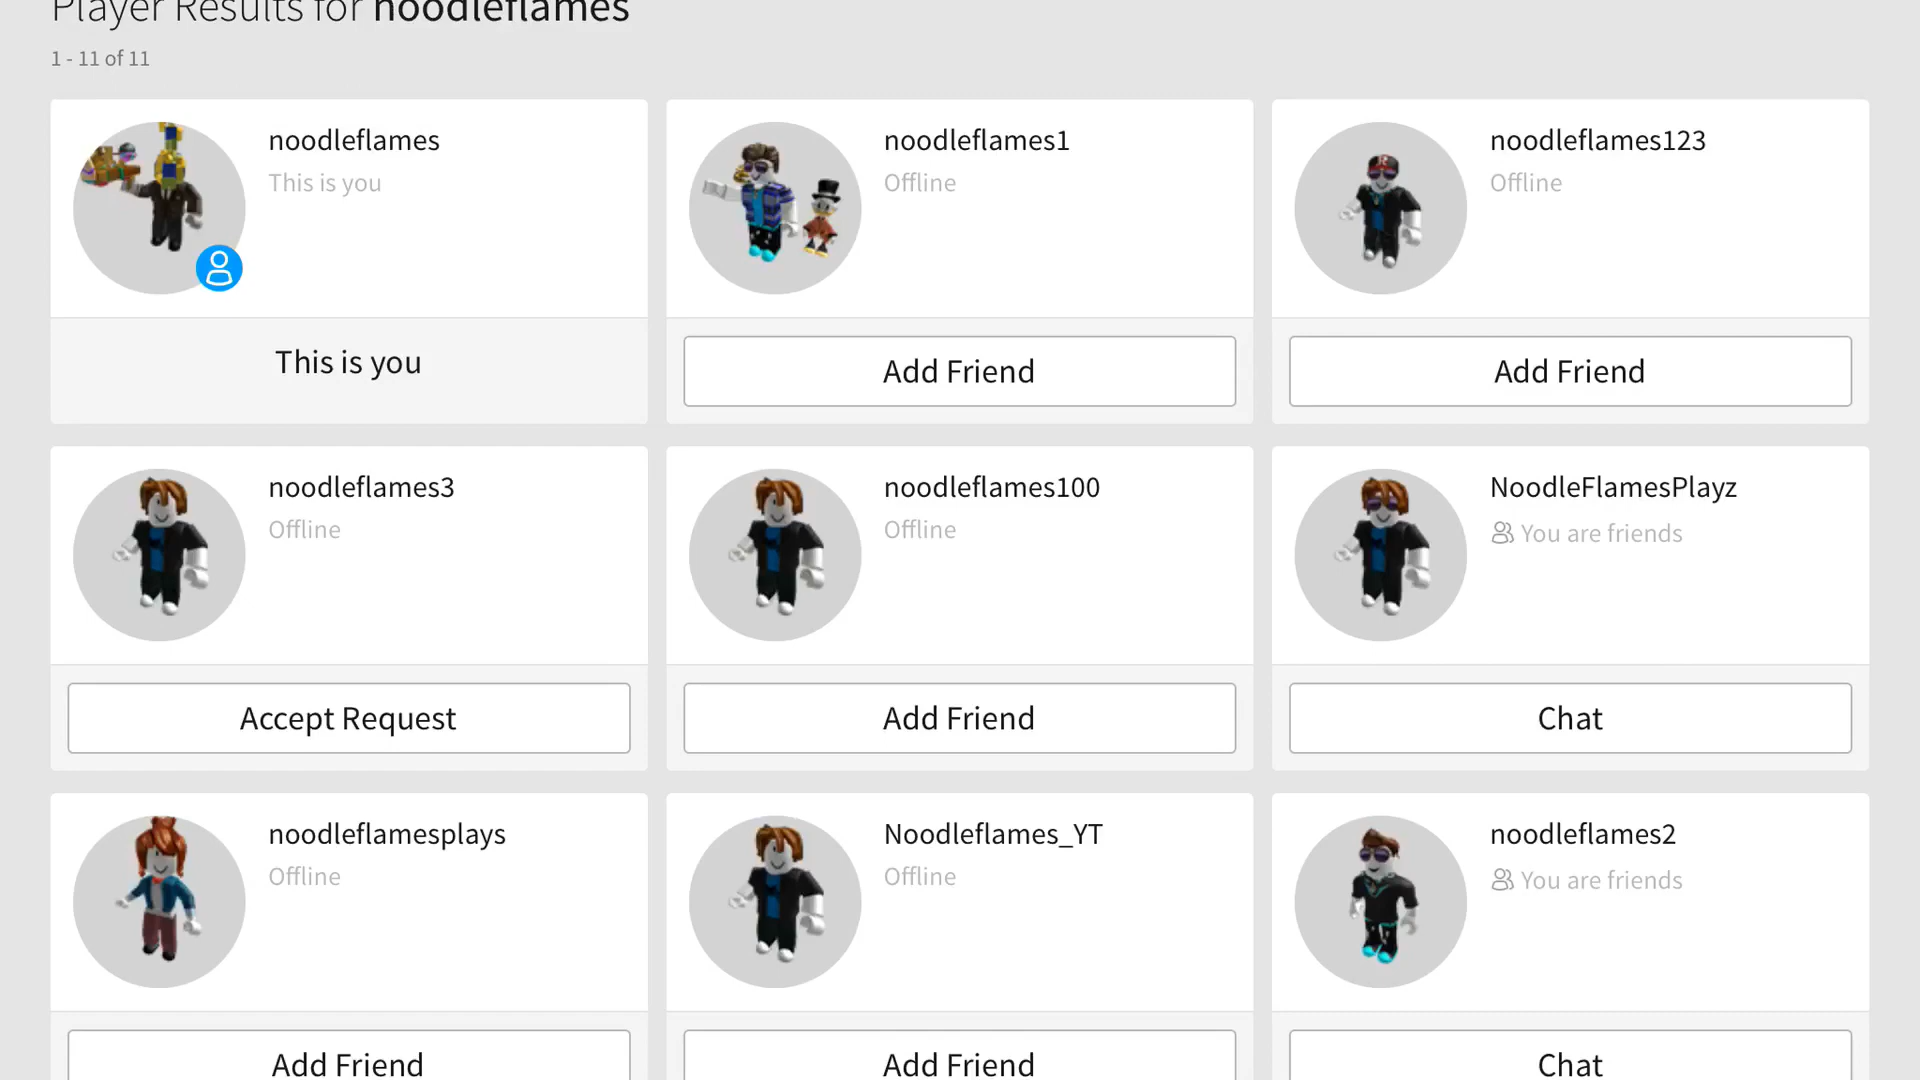 Player Results for noodleflames
1 - 11 of 11
noodleflames
This is you
This is you
noodleflames1
Offline
Add Friend
noodleflames123
Offline
Add Friend
noodleflames3
Offline
Accept Request
noodleflames100
Offline
Add Friend
NoodleFlamesPlayz
You are friends
Chat
noodleflamesplays
Offline
Add Friend
Noodleflames_YT
Offline
Add Friend
noodleflames2
You are friends
Chat